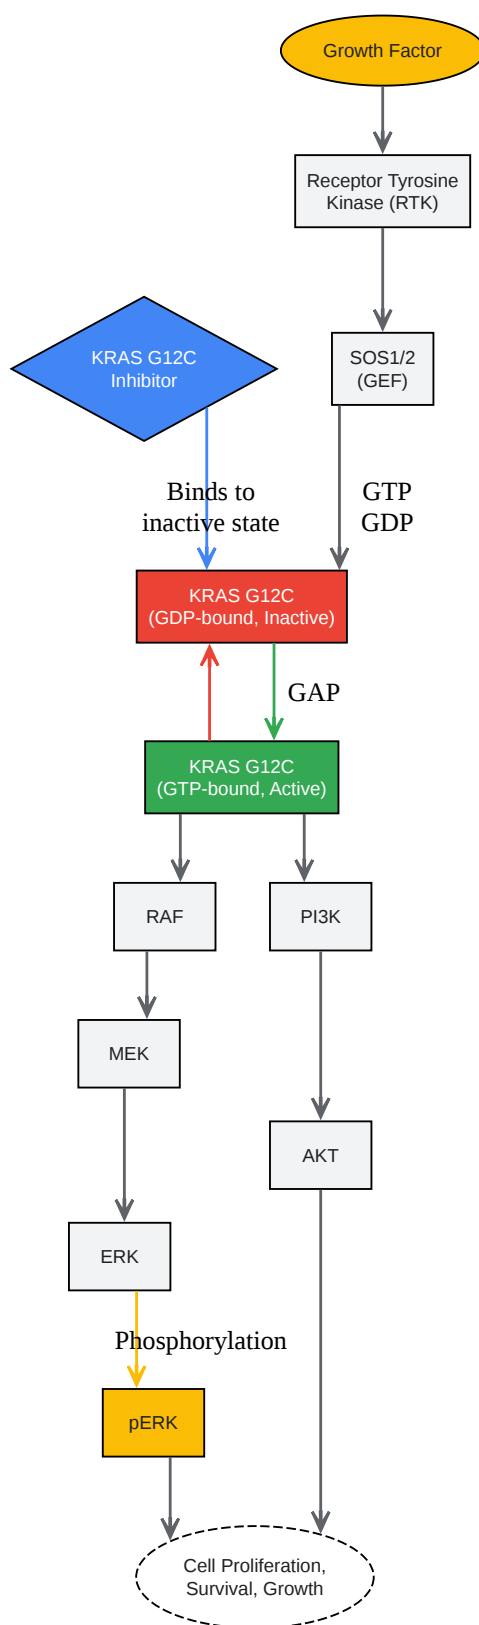 Growth Factor
Receptor Tyrosine
Kinase (RTK)
KRAS G12C
Inhibitor
SOS1/2
(GEF)
Binds to
inactive state
GTP
GDP
KRAS G12C
(GDP-bound, Inactive)
GAP
KRAS G12C
(GTP-bound, Active)
RAF
PI3K
MEK
AKT
ERK
Phosphorylation
pERK
Cell Proliferation,
Survival, Growth